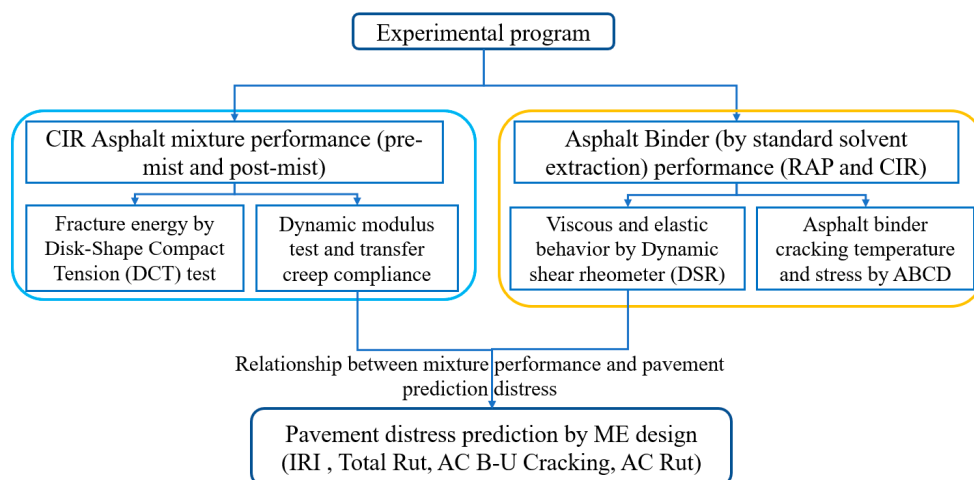 Experimental program
CIR Asphalt mixture performance (pre-
mist and post-mist)
Asphalt Binder (by standard solvent
extraction) performance (RAP and CIR)
Fracture energy by
Disk-Shape Compact
Tension (DCT) test
Dynamic modulus
test and transfer
creep compliance
Viscous and elastic
behavior by Dynamic
shear rheometer (DSR)
Asphalt binder
cracking temperature
and stress by ABCD
Relationship between mixture performance and pavement
prediction distress
Pavement distress prediction by ME design
(IRI , Total Rut, AC B-U Cracking, AC Rut)